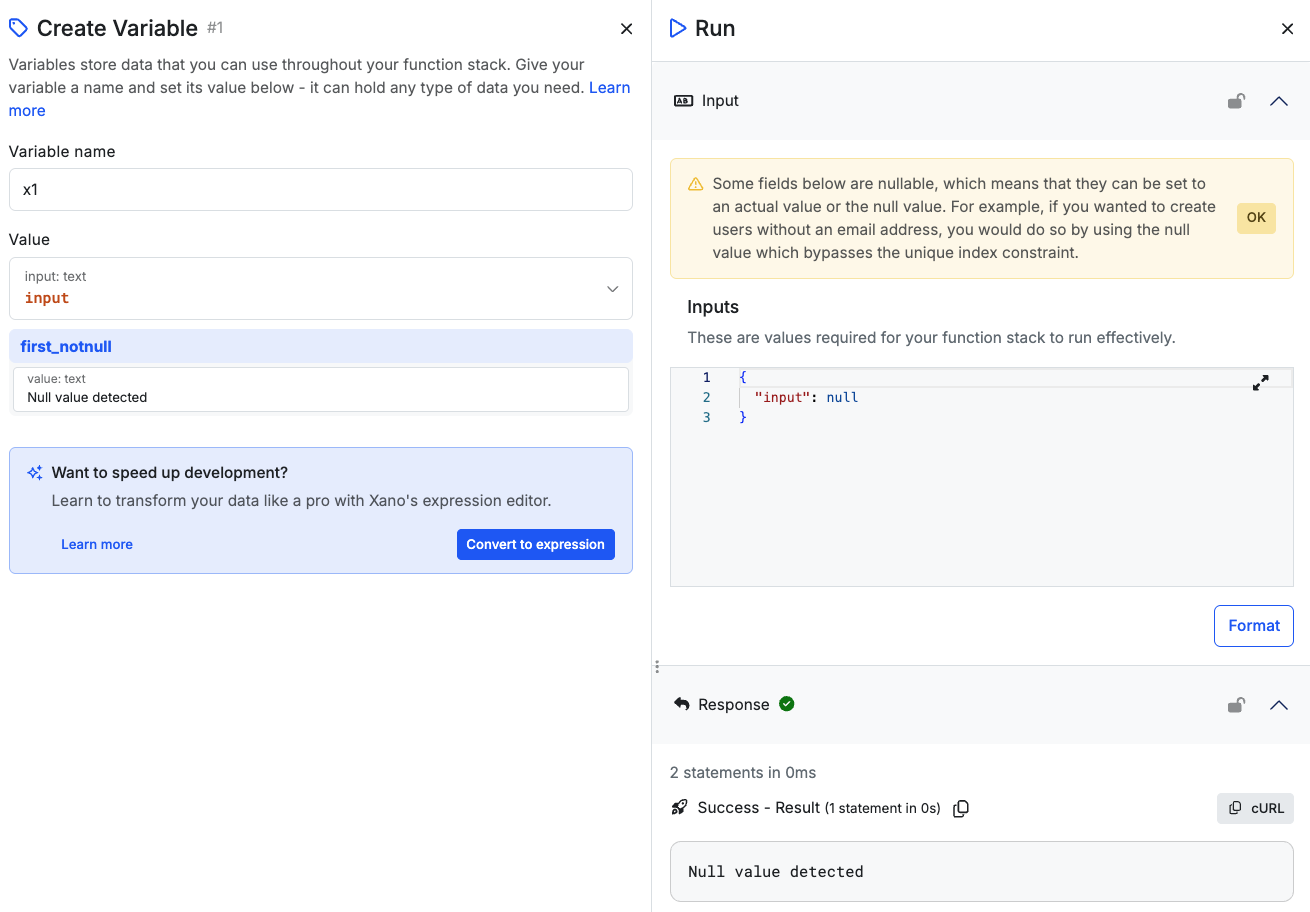 Create Variable #1
Variables store data that you can use throughout your function stack. Give your
variable a name and set its value below - it can hold any type of data you need. Learn
more
Variable name
x1
Value
input: text
input
first_notnull
value: text
Null value detected
Want to speed up development?
Learn to transform your data like a pro with Xano's expression editor.
Learn more
Convert to expression
Run
Input
Some fields below are nullable, which means that they can be set to
an actual value or the null value. For example, if you wanted to create
users without an email address, you would do so by using the null
value which bypasses the unique index constraint.
OK
Inputs
These are values required for your function stack to run effectively.
1 {
2 "input": null
3 }
Format
Response
2 statements in 0ms
Success - Result (1 statement in 0s)
cURL
Null value detected